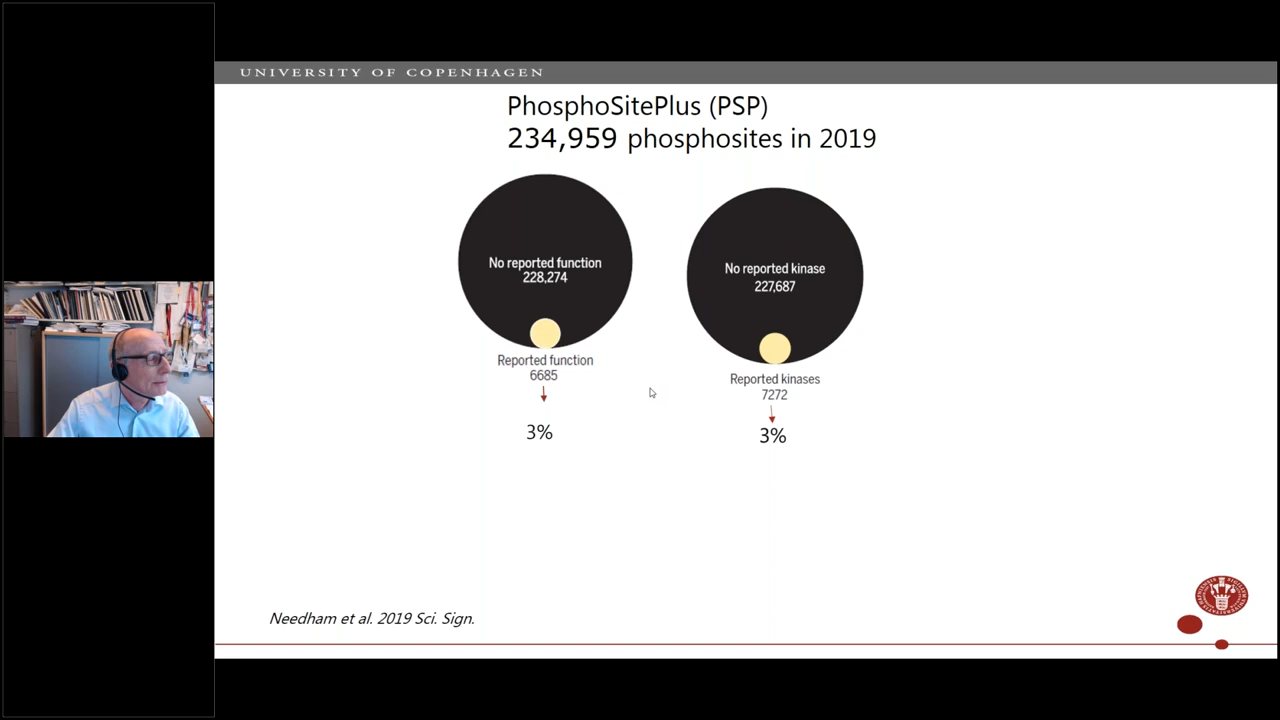 UNIVERSITY OF COPENHAGEN
PhosphoSitePlus (PSP)
234,959 phosphosites in 2019
No reported function
228,274
Reported function
6685
3%
No reported kinase
227,687
Reported kinases
7272
3%
Needham et al. 2019 Sci. Sign.